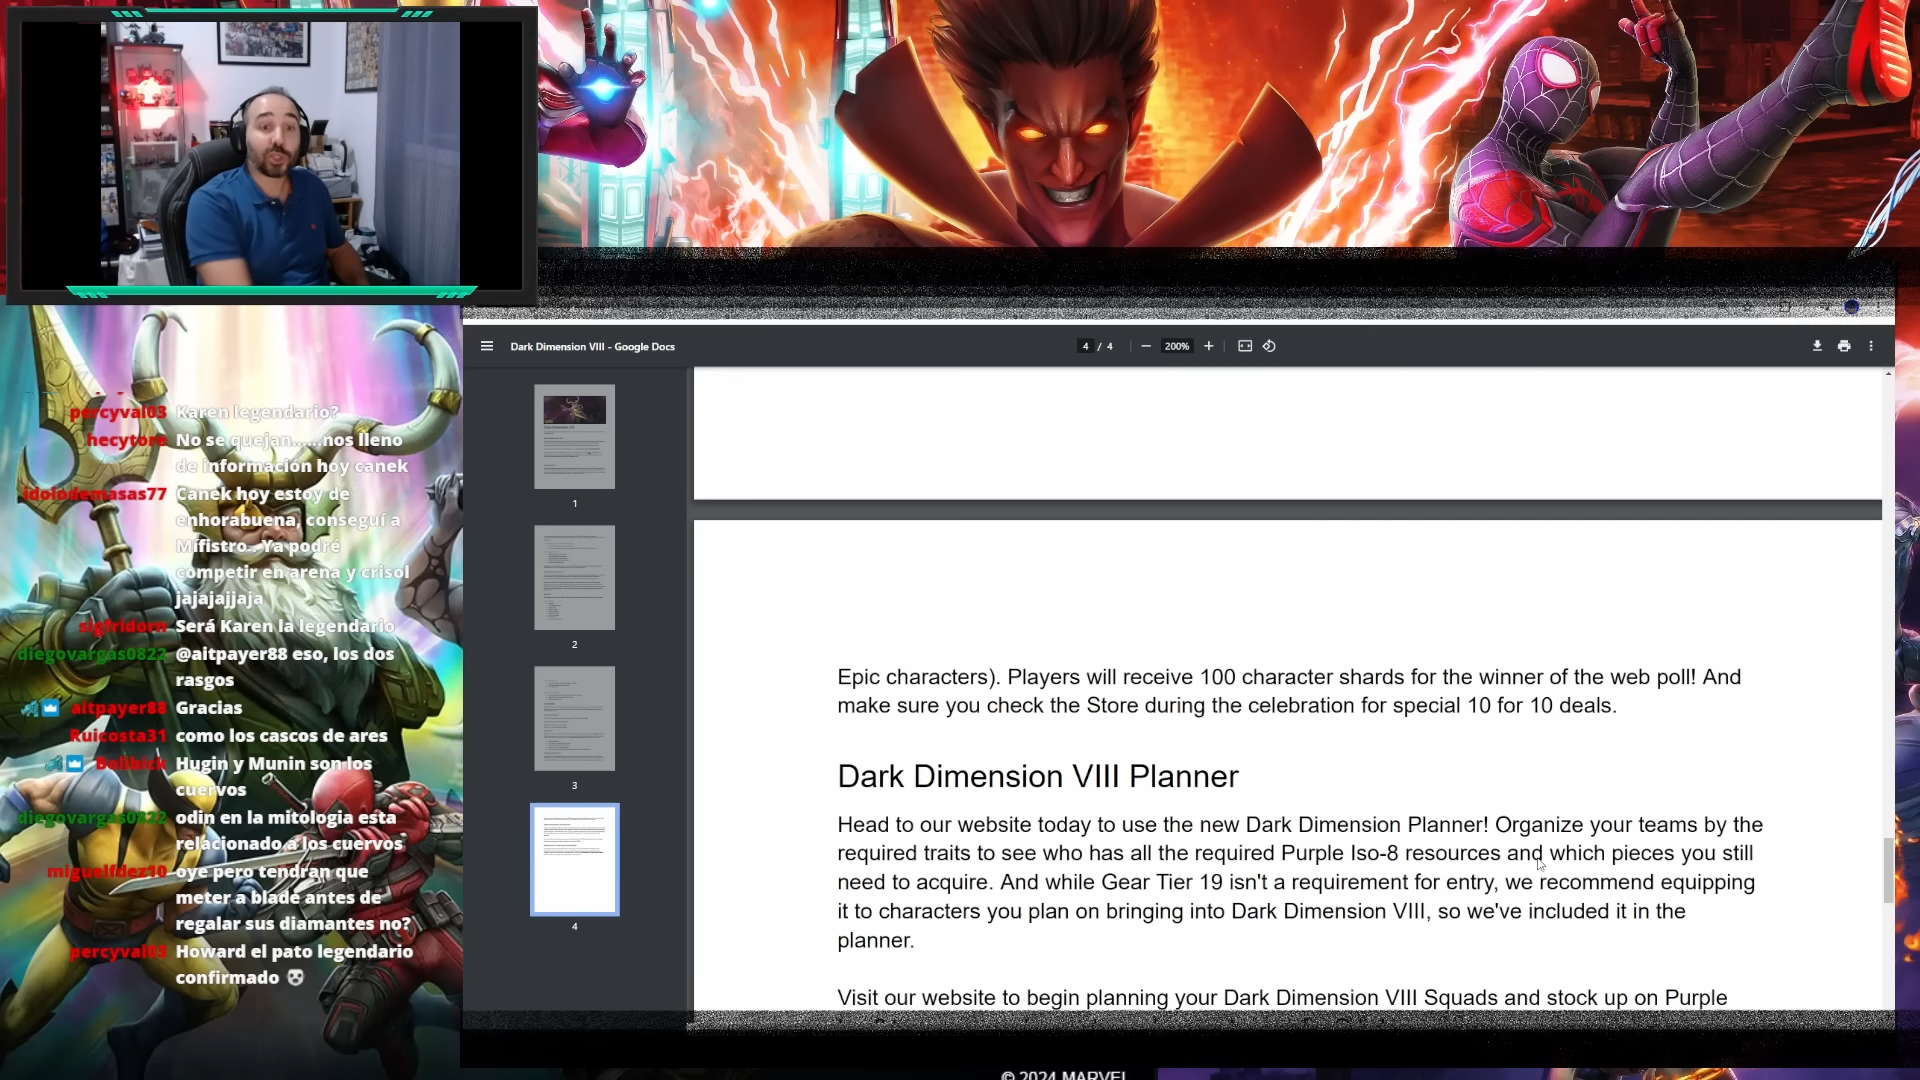 Dark Dimension VIII - Google Docs
4 / 4
200%
1
2
3
4
percyval03 Karen legendario?
hecytore No se quejan......nos lleno
de información hoy canek
idolodemasas77 Canek hoy estoy de
enhorabuena, conseguí a
Mifistro.. Ya podré
competir en arena y crisol
jajajajjaja
sigfridorn Será Karen la legendario
diegovargas0822 @aitpayer88 eso, los dos
rasgos
aitpayer88 Gracias
Ruicosta31 como los cascos de ares
Bolibick Hugin y Munin son los
cuervos
diegovargas0822 odin en la mitologia esta
relacionado a los cuervos
miguelfdez10 oye pero tendran que
meter a blade antes de
regalar sus diamantes no?
percyval03 Howard el pato legendario
confirmado
Epic characters). Players will receive 100 character shards for the winner of the web poll! And
make sure you check the Store during the celebration for special 10 for 10 deals.
Dark Dimension VIII Planner
Head to our website today to use the new Dark Dimension Planner! Organize your teams by the
required traits to see who has all the required Purple Iso-8 resources and which pieces you still
need to acquire. And while Gear Tier 19 isn't a requirement for entry, we recommend equipping
it to characters you plan on bringing into Dark Dimension VIII, so we've included it in the
planner.
Visit our website to begin planning your Dark Dimension VIII Squads and stock up on Purple
© 2024 MARVEL